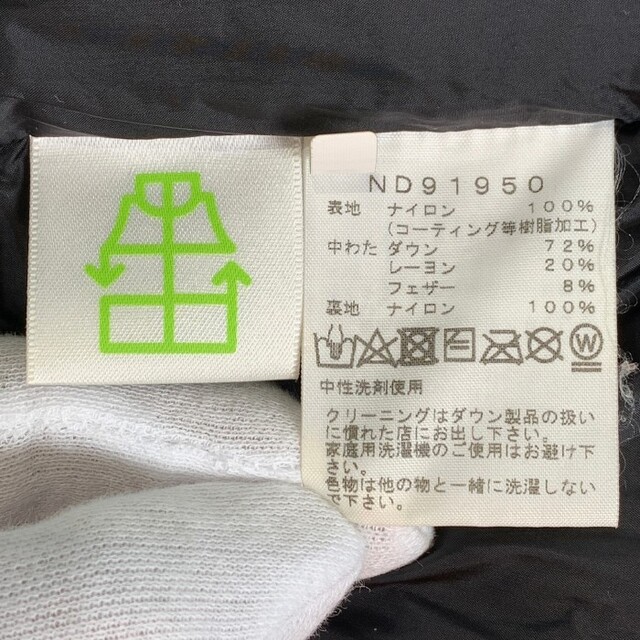 ND91950
表地 ナイロン 100%
(コーティング等樹脂加工)
中わた ダウン 72%
レーヨン 20%
フェザー 8%
裏地 ナイロン 100%
W
中性洗剤使用
クリーニングはダウン製品の扱い
に慣れた店にお出し下さい。
家庭用洗濯機のご使用はお避け下
さい。
色物は他の物と一緒に洗濯しない
で下さい。